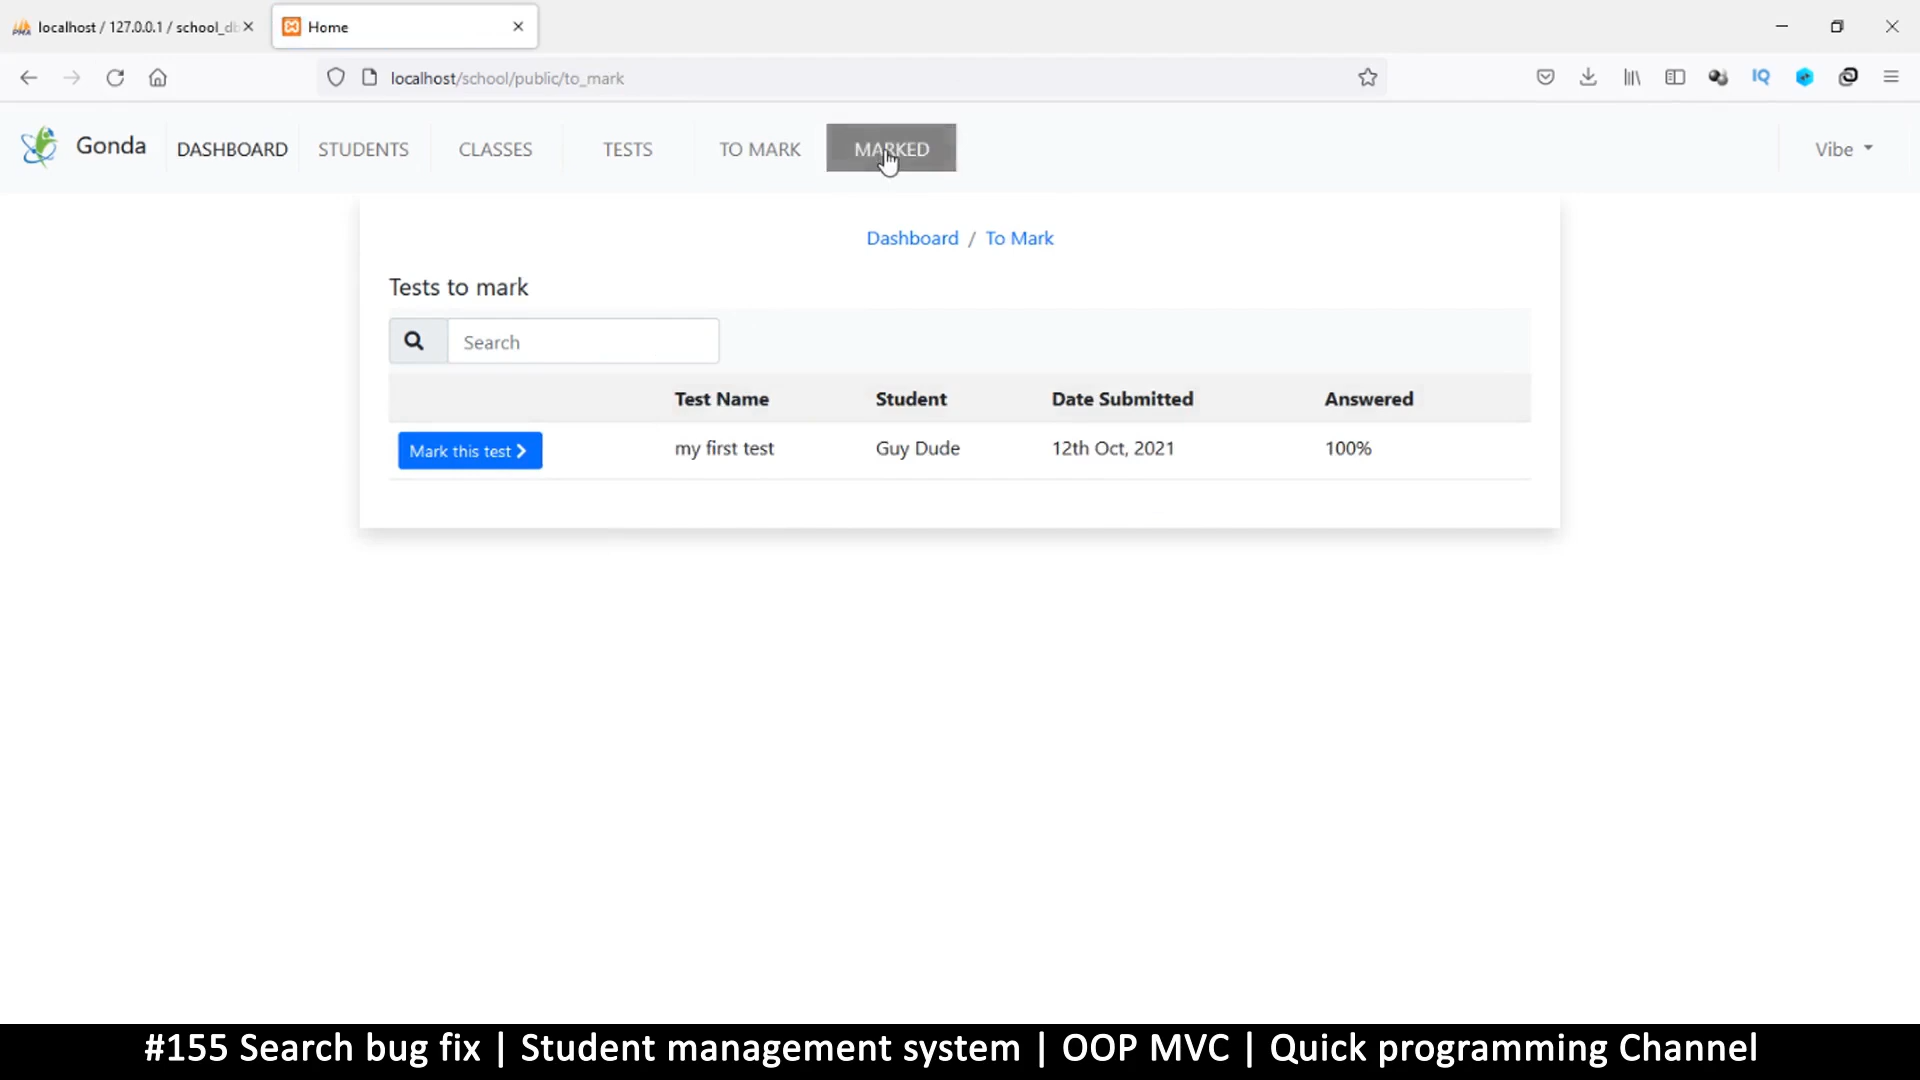 localhost / 127.0.0.1 / school_db
Home
localhost/school/public/to_mark
IQ
Gonda
DASHBOARD
STUDENTS
CLASSES
TESTS
TO MARK
MARKED
Vibe
Dashboard / To Mark
Tests to mark
Search
Test Name Student Date Submitted Answered
Mark this test my first test Guy Dude 12th Oct, 2021 100%
#155 Search bug fix | Student management system | OOP MVC | Quick programming Channel